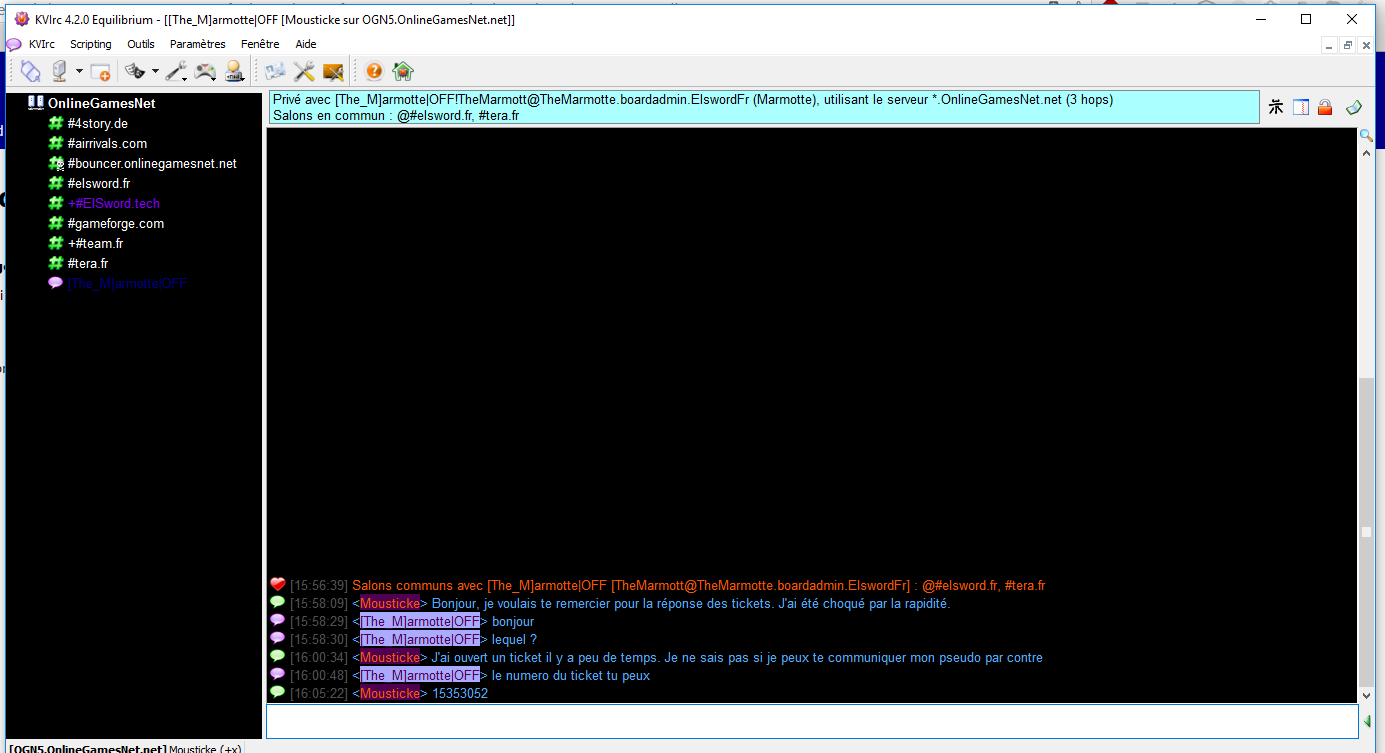 KVIrc 4.2.0 Equilibrium - [[The_M]armotte|OFF [Mousticke sur OGN5.OnlineGamesNet.net]]
KVIrc Scripting Outils Paramètres Fenêtre Aide
OnlineGamesNet
#4story.de
#airrivals.com
#bouncer.onlinegamesnet.net
#elsword.fr
+#ElSword.tech
#gameforge.com
+#team.fr
#tera.fr
[The_M]armotte|OFF
Privé avec [The_M]armotte|OFF!TheMarmott@TheMarmotte.boardadmin.ElswordFr (Marmotte), utilisant le serveur *.OnlineGamesNet.net (3 hops)
Salons en commun : @#elsword.fr, #tera.fr
[15:56:39] Salons communs avec [The_M]armotte|OFF [TheMarmott@TheMarmotte.boardadmin.ElswordFr] : @#elsword.fr, #tera.fr
[15:58:09] <Mousticke> Bonjour, je voulais te remercier pour la réponse des tickets. J'ai été choqué par la rapidité.
[15:58:29] <[The_M]armotte|OFF> bonjour
[15:58:30] <[The_M]armotte|OFF> lequel ?
[16:00:34] <Mousticke> J'ai ouvert un ticket il y a peu de temps. Je ne sais pas si je peux te communiquer mon pseudo par contre
[16:00:48] <[The_M]armotte|OFF> le numero du ticket tu peux
[16:05:22] <Mousticke> 15353052
[OGN5.OnlineGamesNet.net] Mousticke (+x)